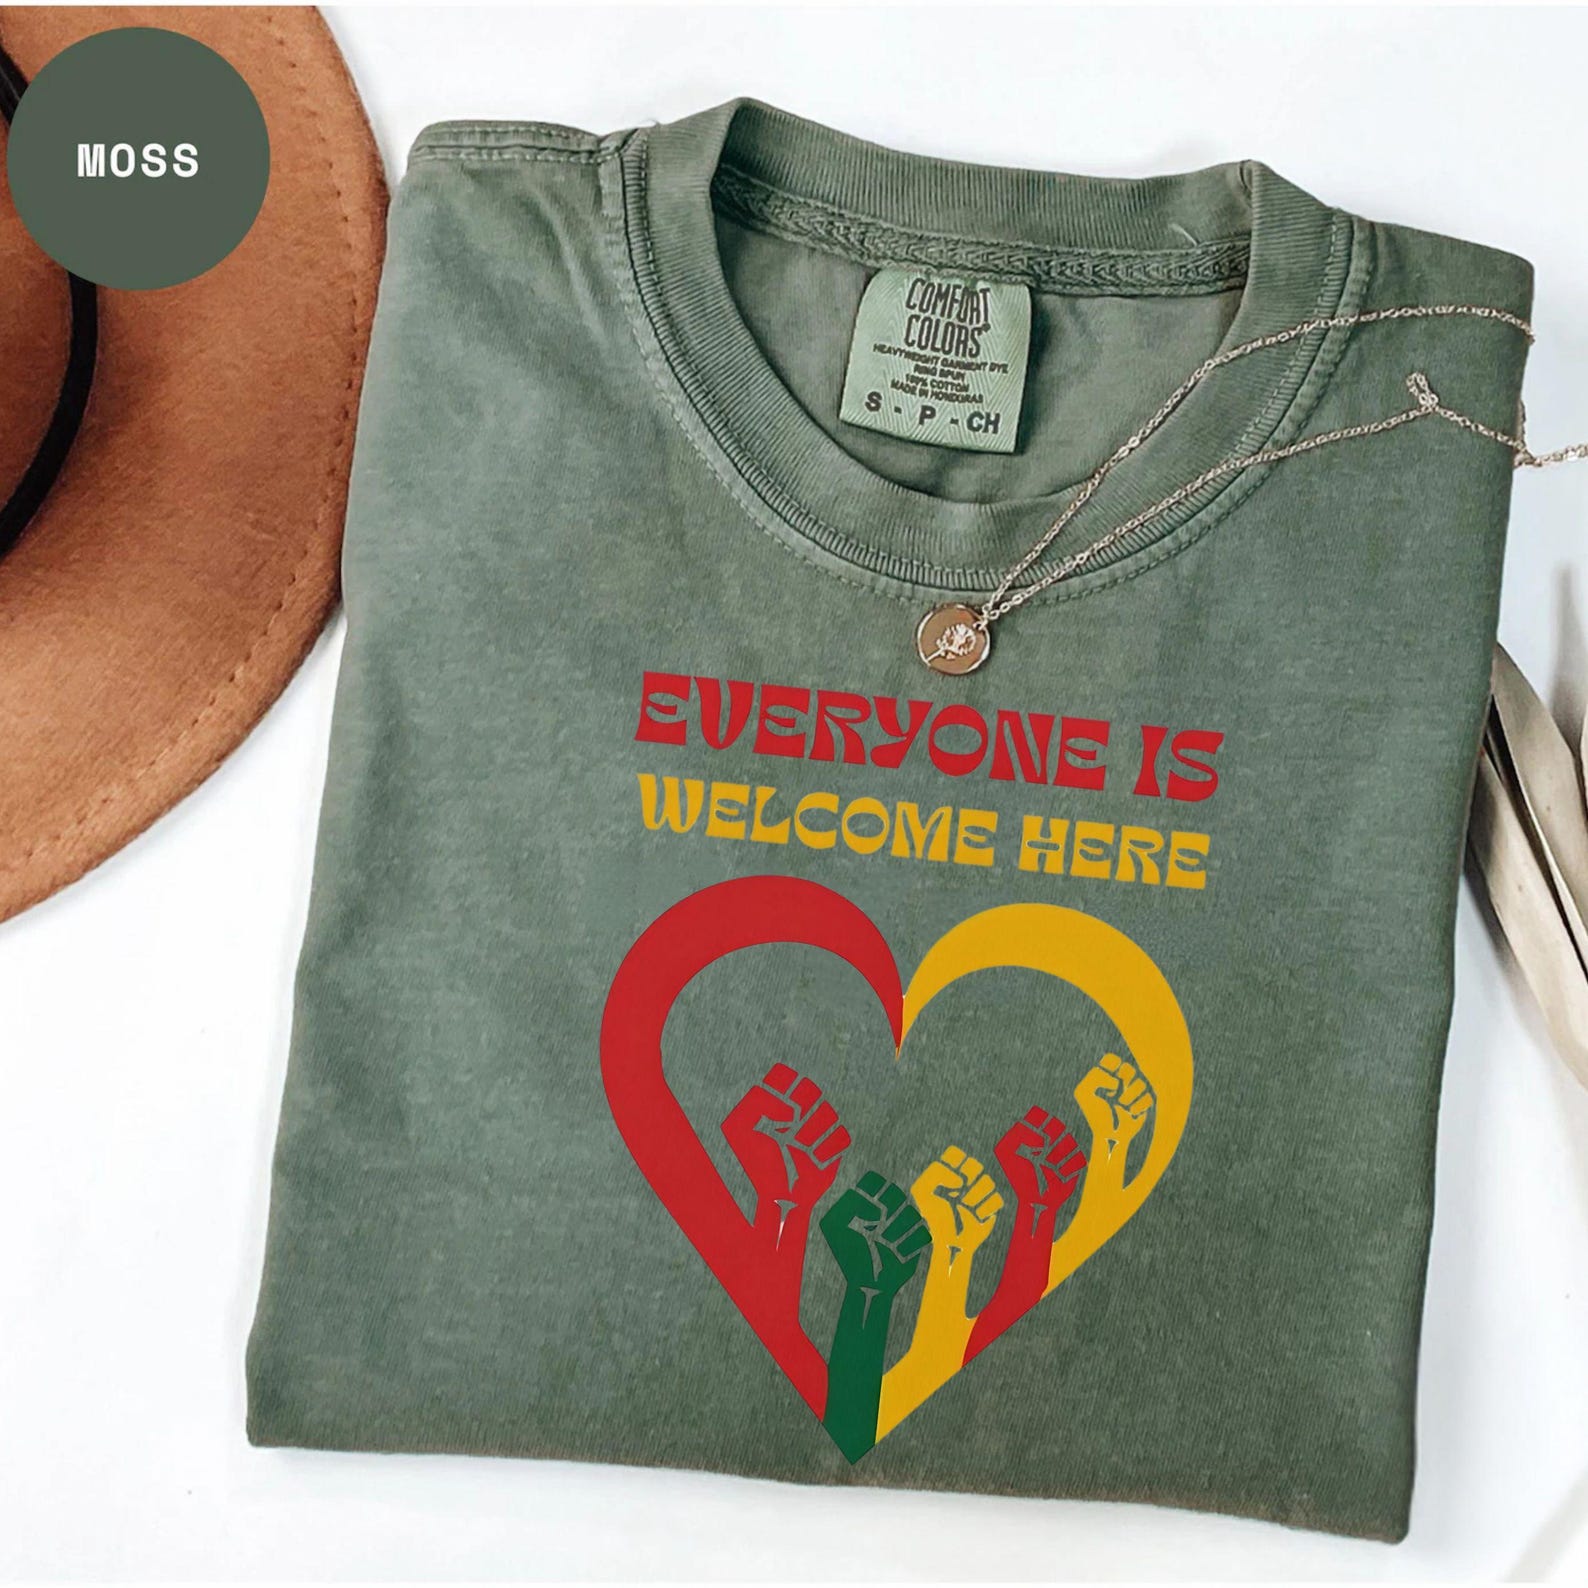 MOSS
COMFORT
COLORS®
HEAVYWEIGHT GARMENT DYE
RING SPUN
100% COTTON
MADE IN HONDURAS
S - P - CH
EVERYONE IS
WELCOME HERE